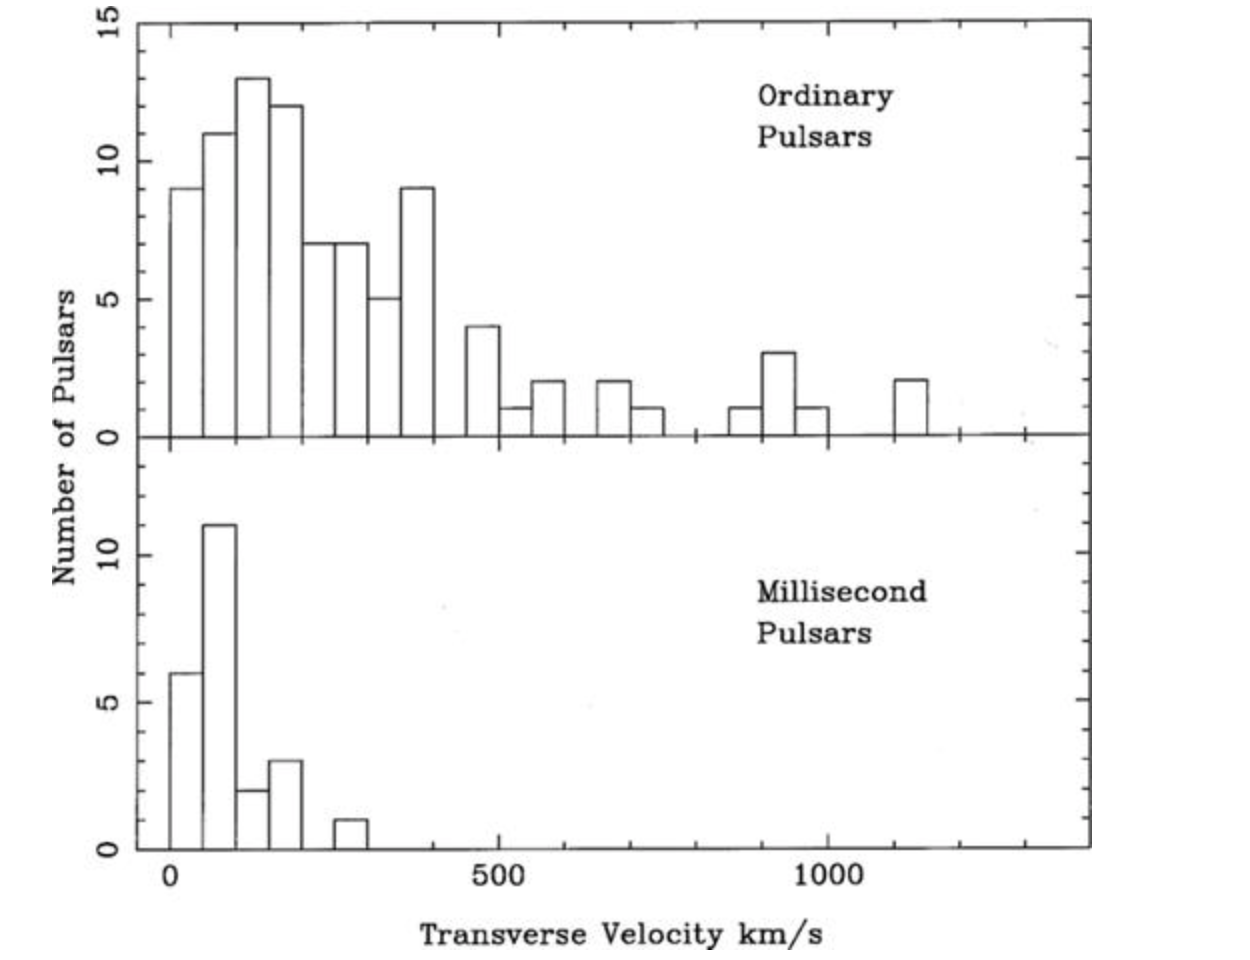 15
10
5
0
Ordinary
Pulsars
Number of Pulsars
10
5
0
Millisecond
Pulsars
0 500 1000
Transverse Velocity km/s